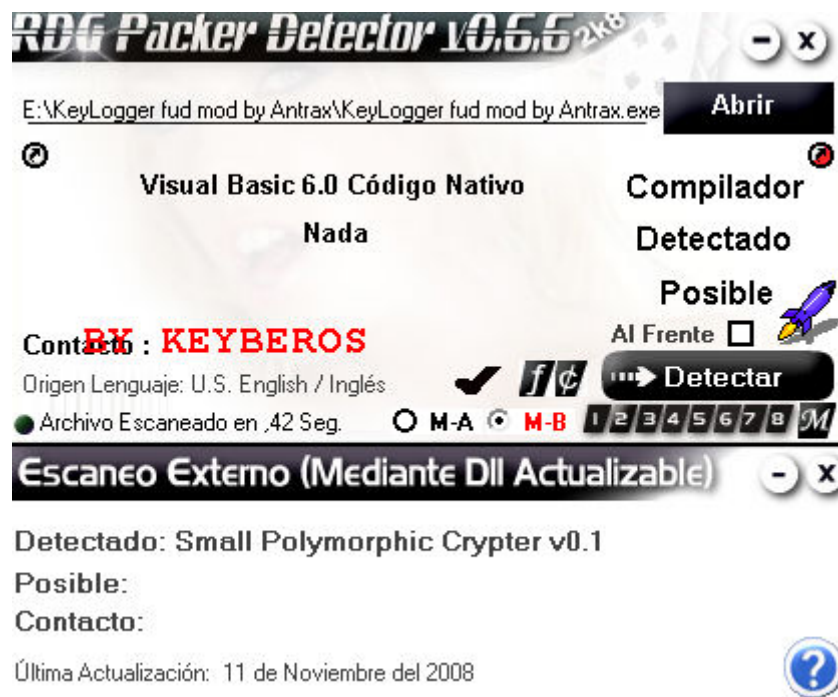 RDG Packer Detector v0.6.6 2k8
E:\KeyLogger fud mod by Antrax\KeyLogger fud mod by Antrax.exe
Abrir
Visual Basic 6.0 Código Nativo
Compilador
Nada
Detectado
Posible
Contacto :
BY KEYBEROS
Al Frente
Origen Lenguaje: U.S. English / Inglés
Detectar
Archivo Escaneado en ,42 Seg.
M-A M-B 1 2 3 4 5 6 7 8 M
Escaneo Externo (Mediante Dll Actualizable)
Detectado: Small Polymorphic Crypter v0.1
Posible:
Contacto:
Última Actualización: 11 de Noviembre del 2008